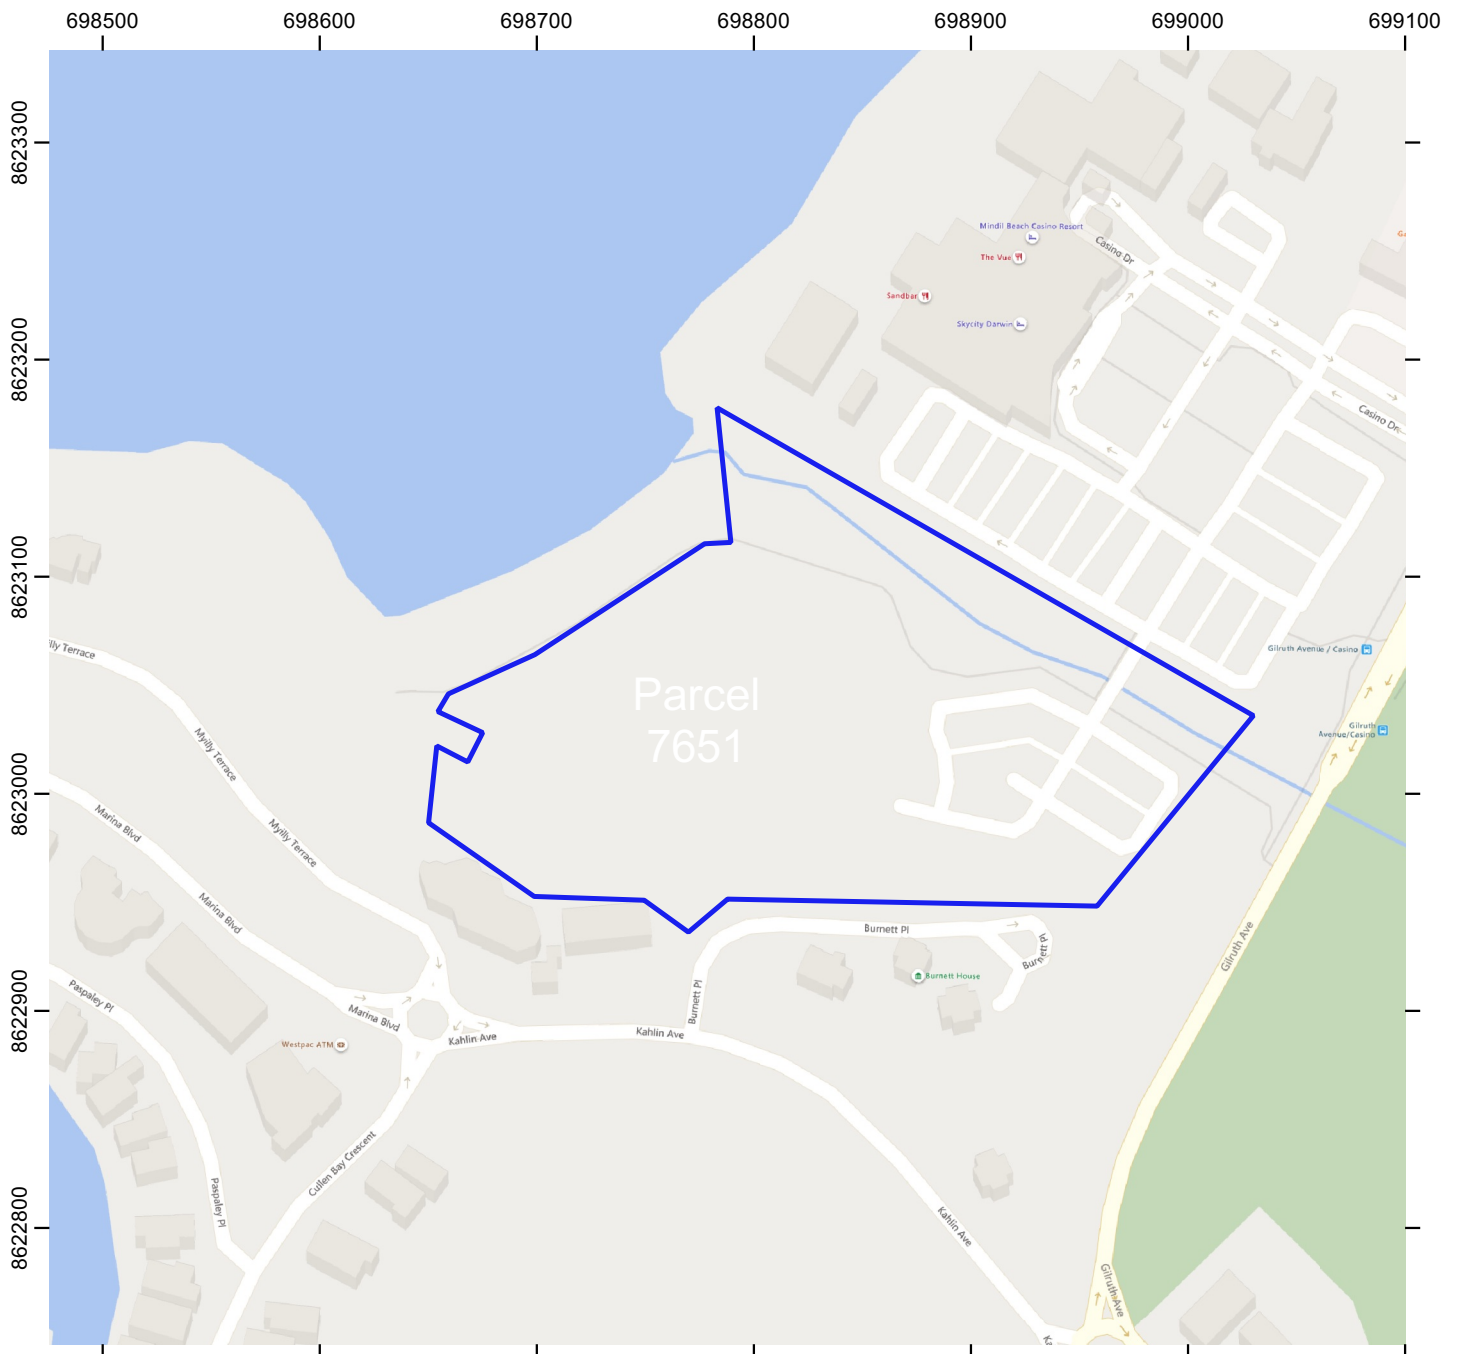 698500 698600 698700 698800 698900 699000 699100
8623300
8623200
8623100
8623000
8622900
8622800
Mindil Beach Casino Resort
The Vue
Sandbar
Skycity Darwin
Casino Dr
Casino Dr
Ga
Gilruth Avenue / Casino
Gilruth
Avenue/Casino
illy Terrace
Parcel
7651
Myilly Terrace
Myilly Terrace
Marina Blvd
Marina Blvd
Marina Blvd
Burnett Pl
Burnett Pl
Burnett Pl
Burnett House
Gilruth Ave
Paspaley Pl
Kahlin Ave
Kahlin Ave
Westpac ATM
Cullen Bay Crescent
Paspaley Pl
Kahlin Ave
Gilruth Ave
Ka